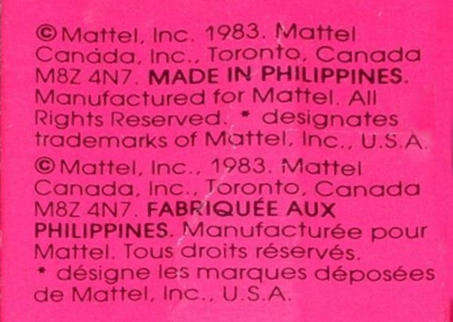 ©Mattel, Inc. 1983. Mattel
Canada, Inc., Toronto, Canada
M8Z 4N7. MADE IN PHILIPPINES.
Manufactured for Mattel. All
Rights Reserved. * designates
trademarks of Mattel, Inc., U.S.A.
©Mattel, Inc., 1983. Mattel
Canada, Inc., Toronto, Canada
M8Z 4N7. FABRIQUÉE AUX
PHILIPPINES. Manufacturée pour
Mattel. Tous droits réservés.
* désigne les marques déposées
de Mattel, Inc., U.S.A.